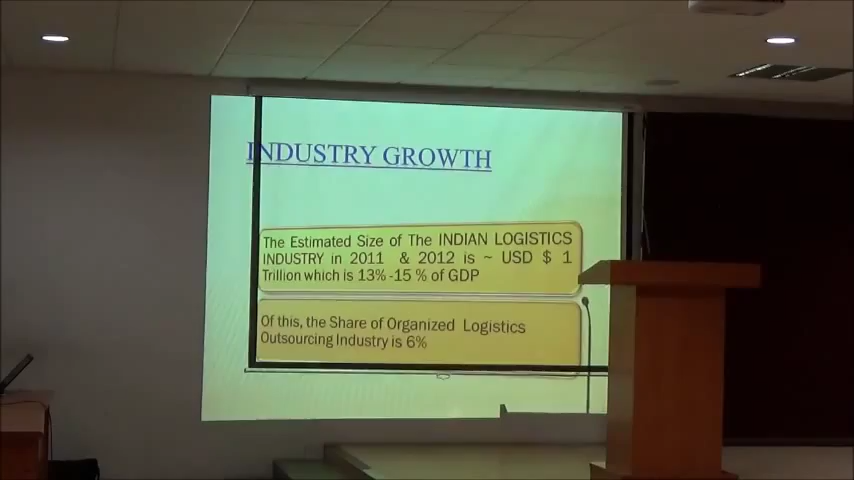 INDUSTRY GROWTH
The Estimated Size of The INDIAN LOGISTICS
INDUSTRY in 2011 & 2012 is ~ USD $ 1
Trillion which is 13% -15 % of GDP
Of this, the Share of Organized Logistics
Outsourcing Industry is 6%